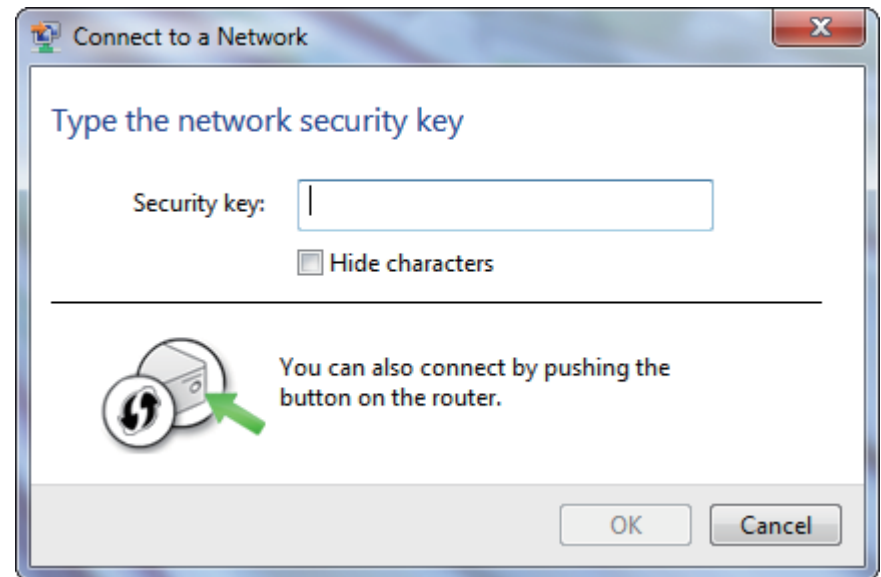 Connect to a Network
Type the network security key
Security key:
Hide characters
You can also connect by pushing the
button on the router.
OK
Cancel